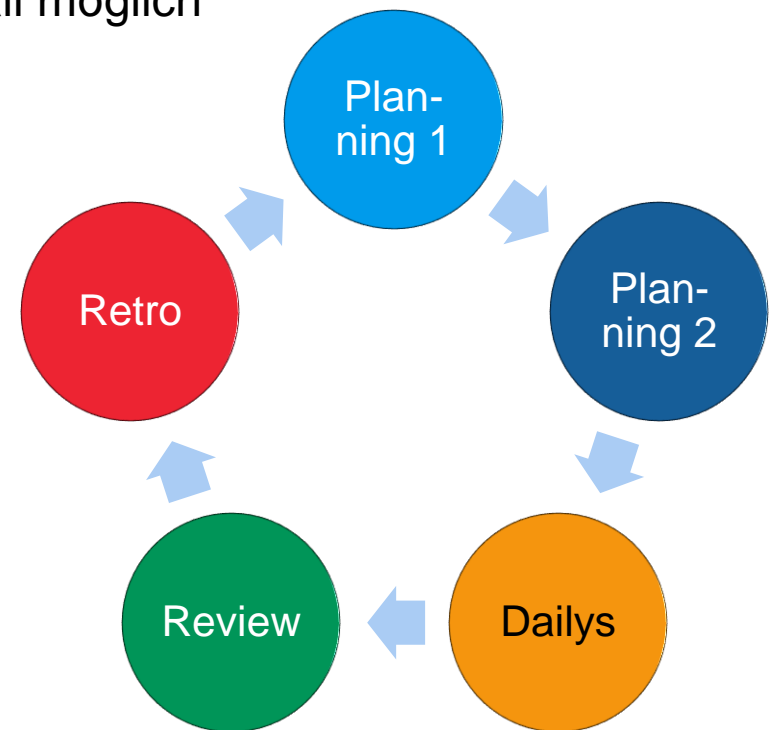 möglich
Plan-
ning 1
Plan-
ning 2
Dailys
Review
Retro